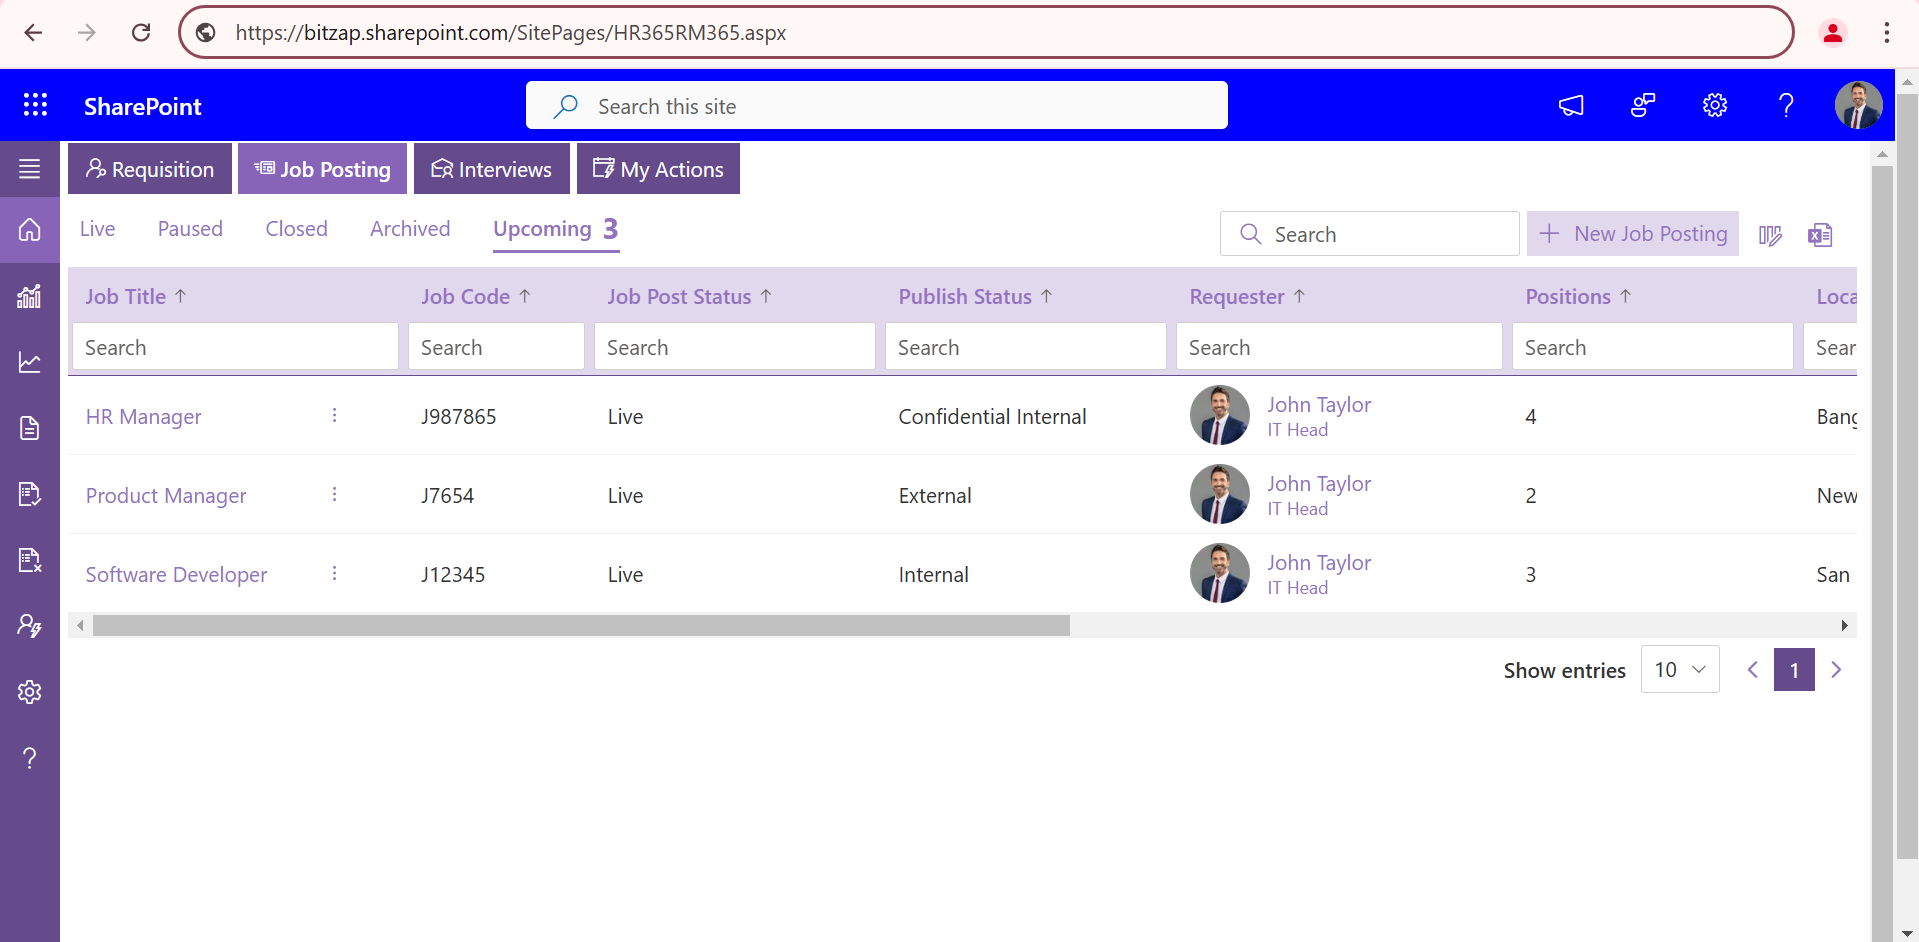 https://bitzap.sharepoint.com/SitePages/HR365RM365.aspx
SharePoint
Search this site
Requisition Job Posting Interviews My Actions
Live Paused Closed Archived Upcoming 3 Search New Job Posting
Job Title Job Code Job Post Status Publish Status Requester Positions Loca
Search Search Search Search Search Search Sear
HR Manager J987865 Live Confidential Internal John Taylor IT Head 4 Bang
Product Manager J7654 Live External John Taylor IT Head 2 New
Software Developer J12345 Live Internal John Taylor IT Head 3 San
Show entries 10 1